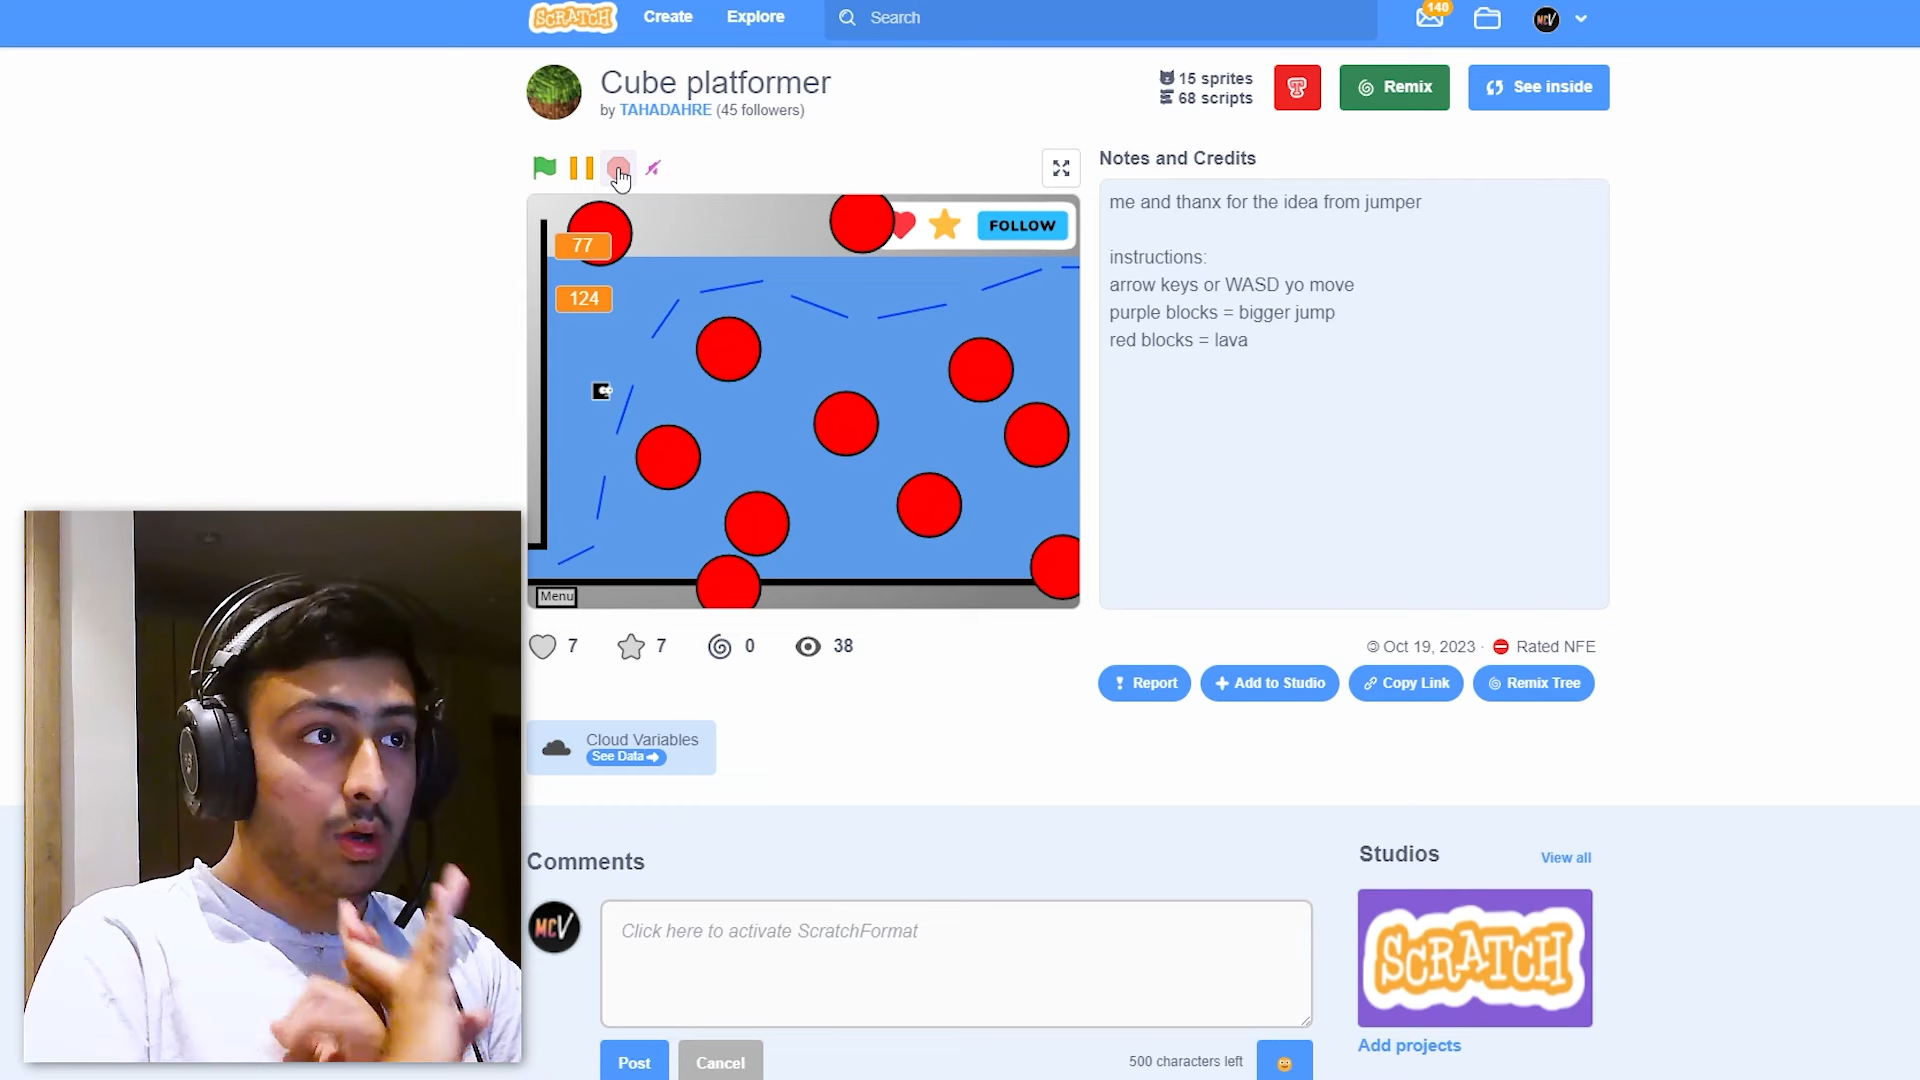 SCRATCH
Create
Explore
Search
140
MCV
Cube platformer
by TAHADAHRE (45 followers)
15 sprites
68 scripts
Remix
See inside
Notes and Credits
me and thanx for the idea from jumper
instructions:
arrow keys or WASD yo move
purple blocks = bigger jump
red blocks = lava
77
124
FOLLOW
Menu
7
7
0
38
Oct 19, 2023 · Rated NFE
Report
Add to Studio
Copy Link
Remix Tree
Cloud Variables
See Data
Comments
MCV
Click here to activate ScratchFormat
Post
Cancel
500 characters left
Studios
View all
SCRATCH
Add projects